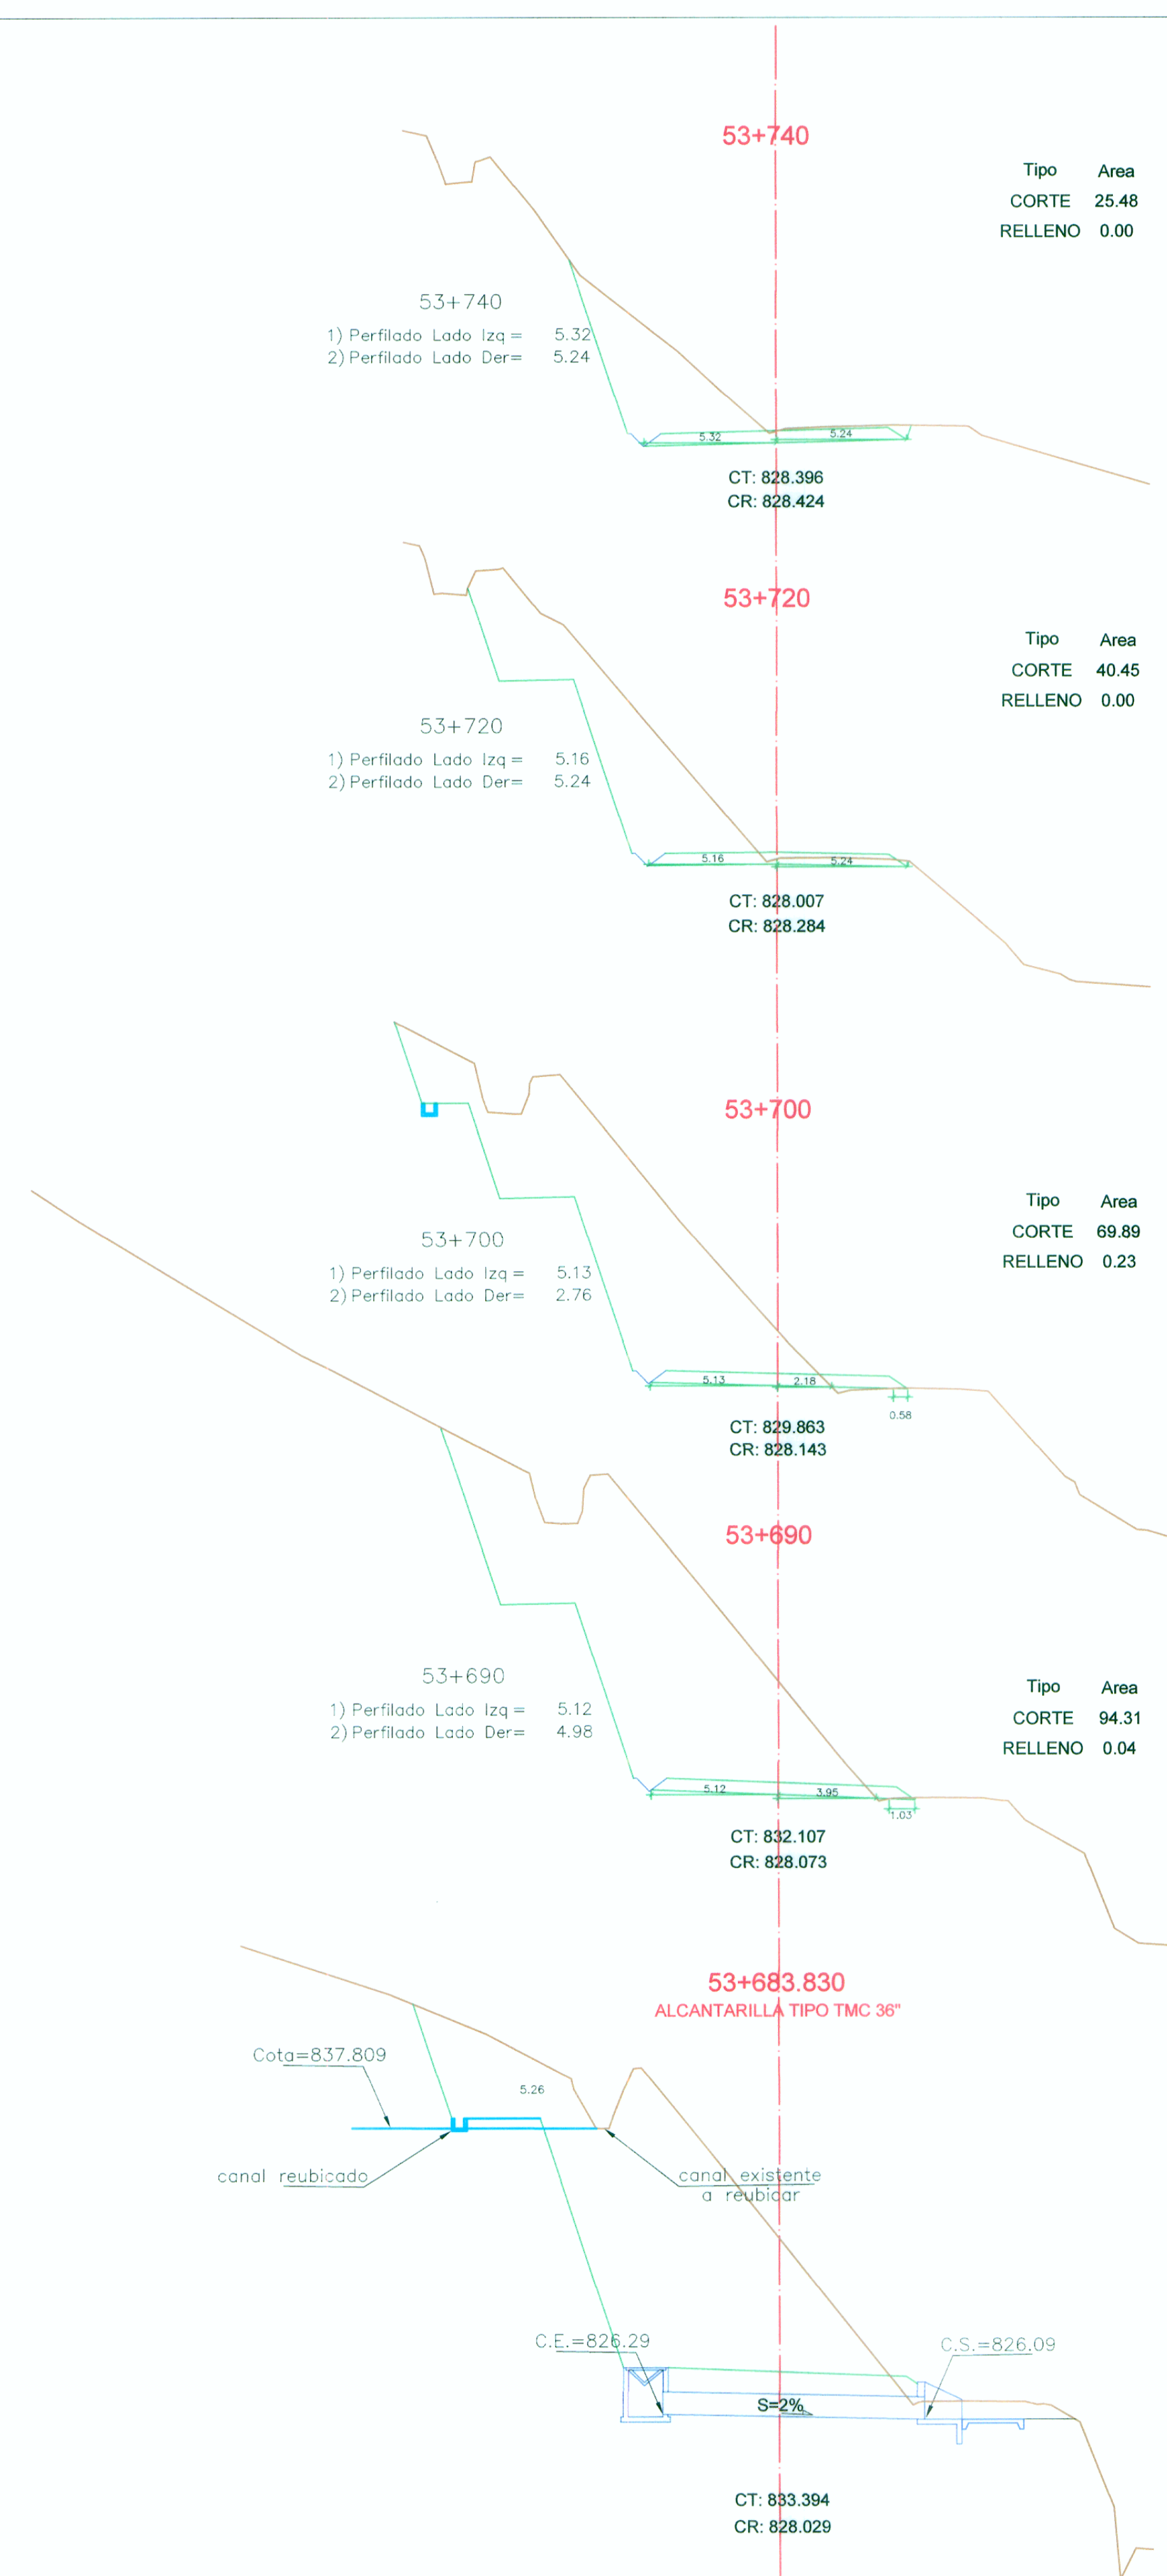 53+740
Tipo Area
CORTE 25.48
RELLENO 0.00
53+740
1) Perfilado Lado Izq = 5.32
2) Perfilado Lado Der= 5.24
5.32 5.24
CT: 828.396
CR: 828.424
53+720
Tipo Area
CORTE 40.45
RELLENO 0.00
53+720
1) Perfilado Lado Izq = 5.16
2) Perfilado Lado Der= 5.24
5.16 5.24
CT: 828.007
CR: 828.284
53+700
Tipo Area
CORTE 69.89
RELLENO 0.23
53+700
1) Perfilado Lado Izq = 5.13
2) Perfilado Lado Der= 2.76
5.13 2.18
0.58
CT: 829.863
CR: 828.143
53+690
Tipo Area
CORTE 94.31
RELLENO 0.04
53+690
1) Perfilado Lado Izq = 5.12
2) Perfilado Lado Der= 4.98
5.12 3.95
1.03
CT: 832.107
CR: 828.073
53+683.830
ALCANTARILLA TIPO TMC 36"
Cota=837.809
5.26
canal reubicado
canal existente
a reubicar
C.E.=826.29
C.S.=826.09
S=2%
CT: 833.394
CR: 828.029